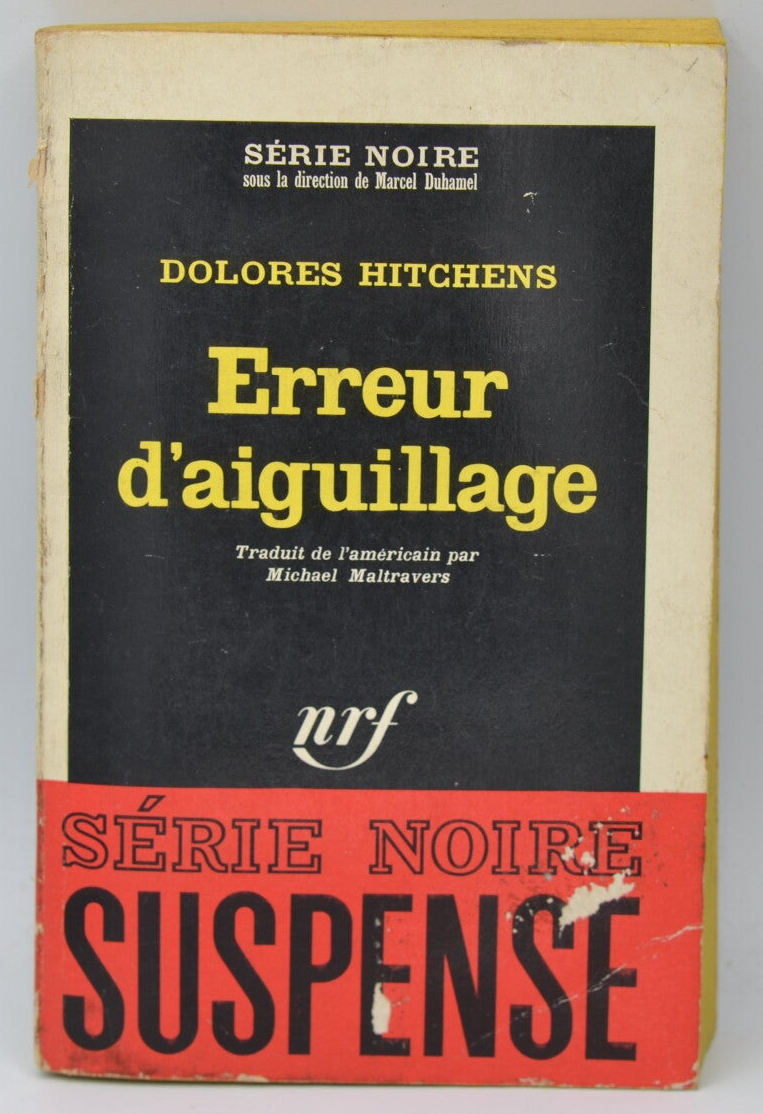 SÉRIE NOIRE
sous la direction de Marcel Duhamel
DOLORES HITCHENS
Erreur
d'aiguillage
Traduit de l'américain par
Michael Maltravers
nrf
SÉRIE NOIRE
SUSPENSE